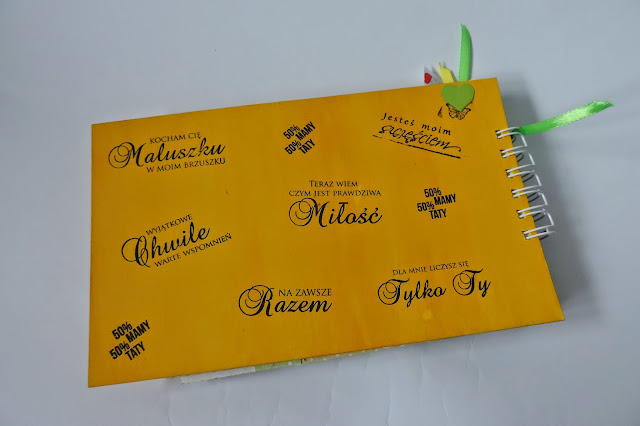 KOCHAM CIĘ
Maluszku
W MOIM BRZUSZKU
50% MAMY
50% TATY
Jesteś moim
szczęściem
TERAZ WIEM
CZYM JEST PRAWDZIWA
Miłość
50% MAMY
50% TATY
WYJĄTKOWE
Chwile
WARTE WSPOMNIEŃ
NA ZAWSZE
Razem
DLA MNIE LICZYSZ SIĘ
Tylko Ty
50% MAMY
50% TATY